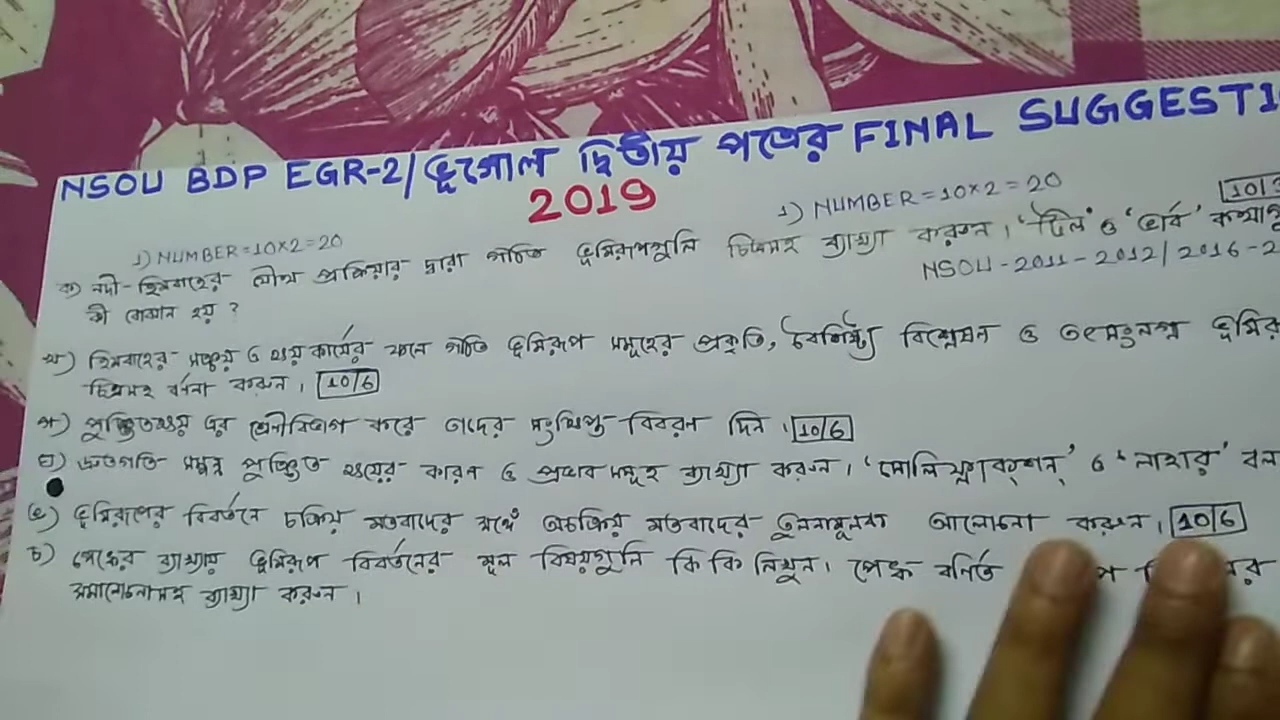 NSOU BDP EGR-2/ভূগোল দ্বিতীয় পত্রের FINAL SUGGESTI
2019
1) NUMBER=10×2=20
1) NUMBER=10×2=20
ক) নদী-হিমবাহের যৌথ প্রক্রিয়ার দ্বারা গঠিত ভূমিরূপগুলি চিত্রসহ ব্যাখ্যা করুন। 'টিল' ও 'ভার্ব'
কী বোঝান হয়?
NSOU-2011-2012/2016-2
খ) হিমবাহের সঞ্চয় ও ক্ষয়কার্যের ফলে গঠিত ভূমিরূপ সমূহের প্রকৃতি, বৈশিষ্ট্য বিশ্লেষন ও তৎসংলগ্ন ভূমির
চিত্রসহ বর্ণনা করুন। 10/6
গ) পুঞ্জিতক্ষয় এর শ্রেণীবিভাগ করে তাদের সংক্ষিপ্ত বিবরণ দিন। 10/6
ঘ) দ্রুতগতি সম্পন্ন পুঞ্জিত ক্ষয়ের কারণ ও প্রভাব সমূহ ব্যাখ্যা করুন। 'সোলিফ্লাকশন্' ও 'লাহার' বল
ঙ) ভূমিরূপের বিবর্তনে চক্রিয় মতবাদের সঙ্গে অচক্রিয় মতবাদের তুলনামূলক আলোচনা করুন। 10/6
চ) পেঙ্কের ব্যাখ্যায় ভূমিরূপ বিবর্তনের মূল বিষয়গুলি কি কি লিখুন। পেঙ্ক বর্ণিত
সমালোচনাসহ ব্যাখ্যা করুন।